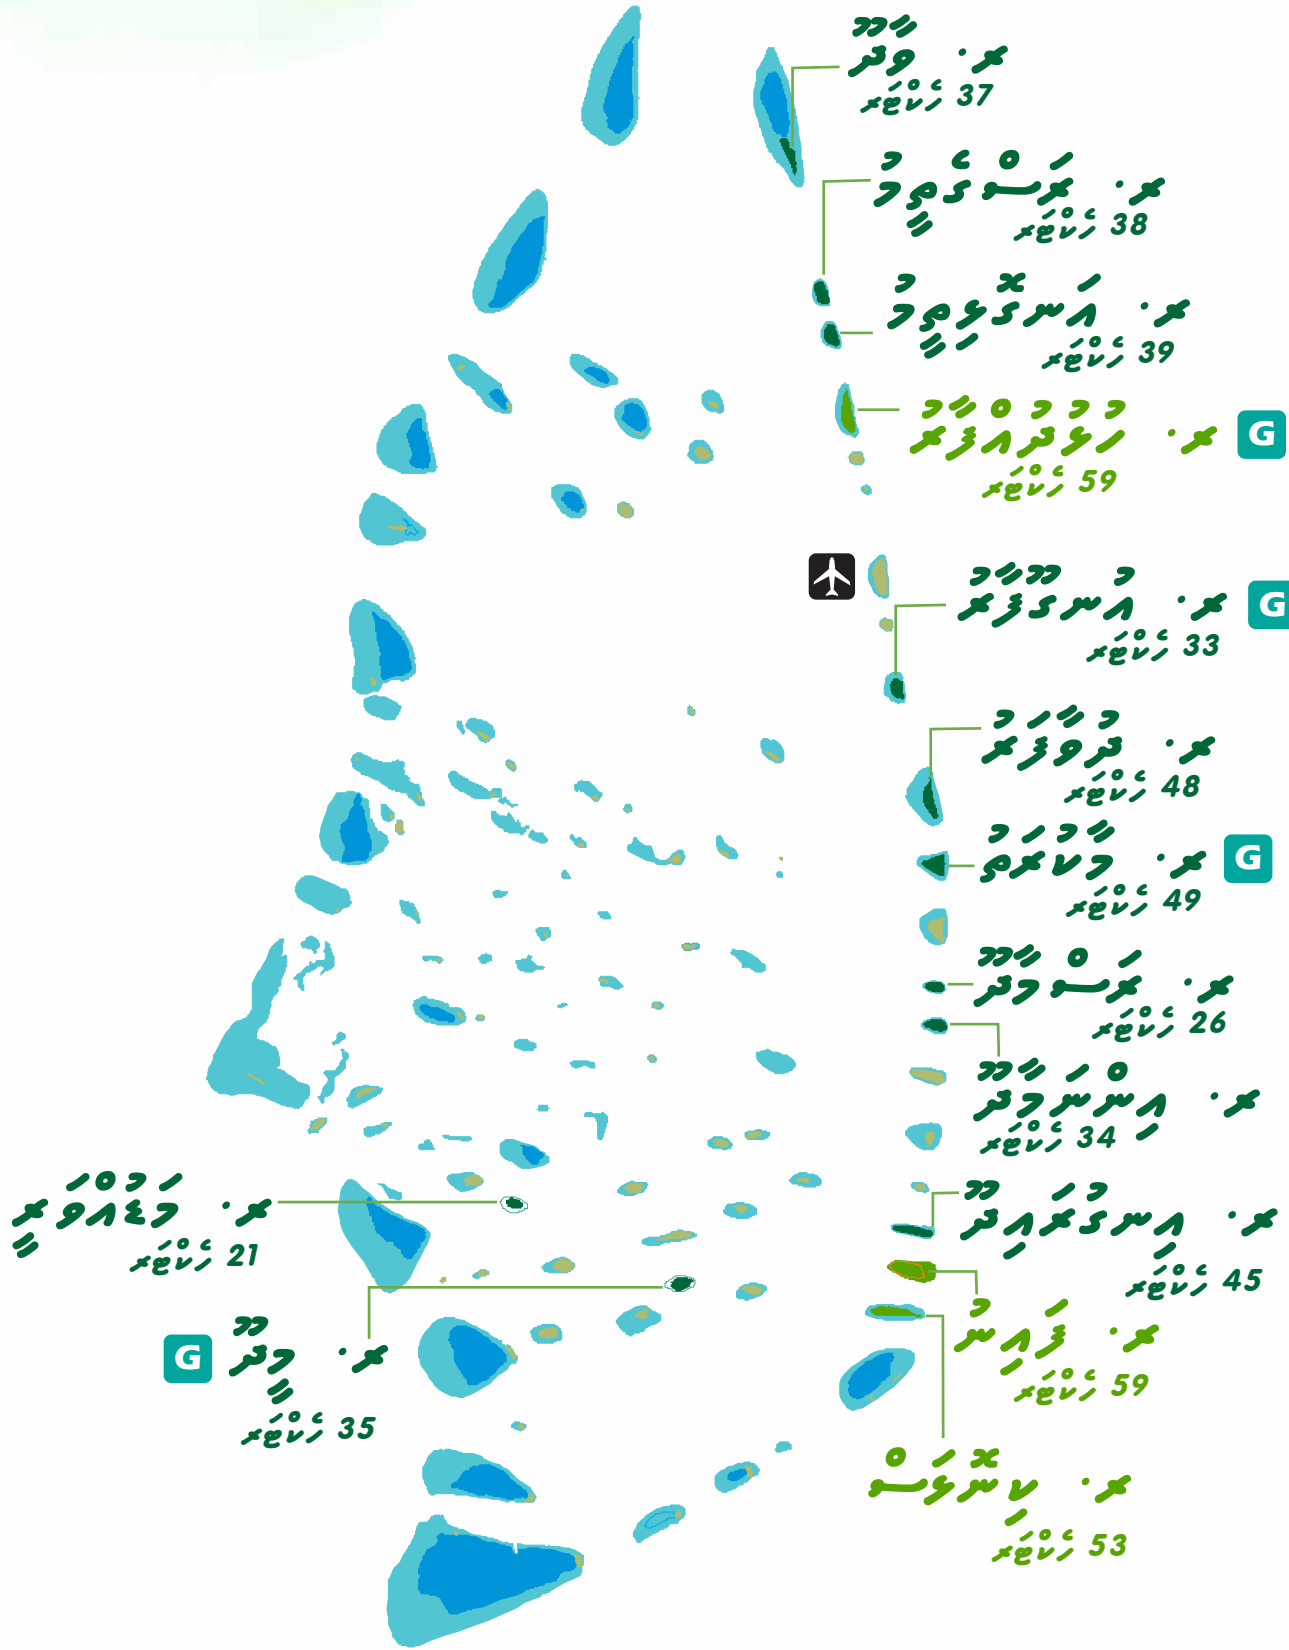 ރ. ވާދޫ
37 ހެކްޓަރ
ރ. ރަސްގެތީމު
38 ހެކްޓަރ
ރ. އަނގޮޅިތީމު
39 ހެކްޓަރ
ރ. ހުޅުދުއްފާރު
G
59 ހެކްޓަރ
ރ. އުނގޫފާރު
G
33 ހެކްޓަރ
ރ. ދުވާފަރު
48 ހެކްޓަރ
ރ. މާކުރަތު
G
49 ހެކްޓަރ
ރ. ރަސްމާދޫ
26 ހެކްޓަރ
ރ. އިންނަމާދޫ
34 ހެކްޓަރ
ރ. މަޑުއްވަރީ
21 ހެކްޓަރ
ރ. އިނގުރައިދޫ
45 ހެކްޓަރ
ރ. ފައިނު
59 ހެކްޓަރ
ރ. މީދޫ
G
35 ހެކްޓަރ
ރ. ކިނޮޅަސް
53 ހެކްޓަރ